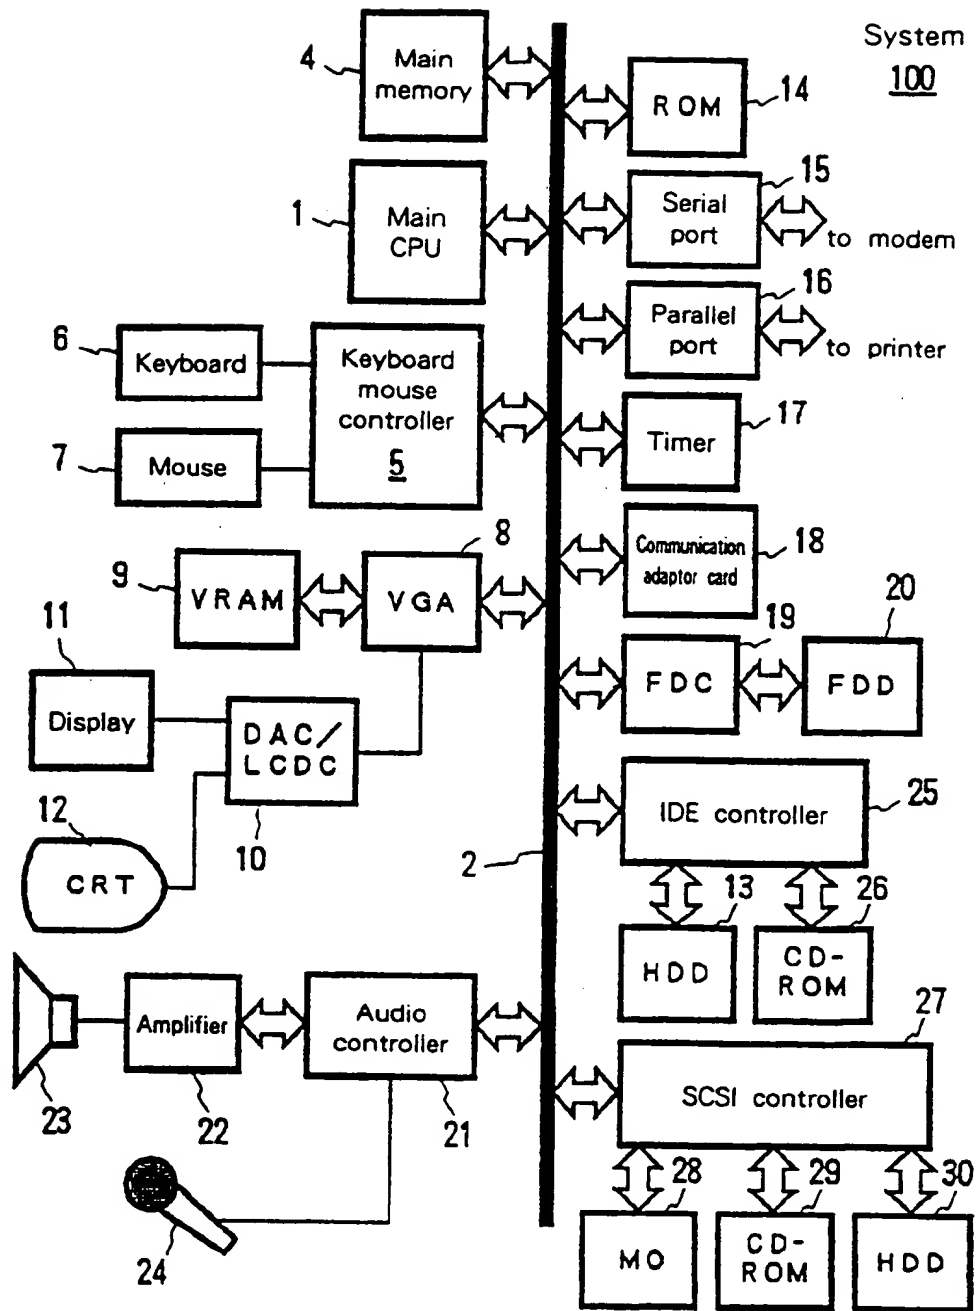 System
100
4
Main
memory
1
Main
CPU
6
Keyboard
7
Mouse
Keyboard
mouse
controller
5
8
9
VRAM
VGA
11
Display
DAC/
LCDC
10
12
CRT
2
Amplifier
Audio
controller
23
22
21
24
ROM
14
15
Serial
port
to modem
16
Parallel
port
to printer
17
Timer
Communication
adaptor card
18
19
20
FDC
FDD
IDE controller
25
13
26
HDD
CD-
ROM
27
SCSI controller
28
29
30
MO
CD-
ROM
HDD